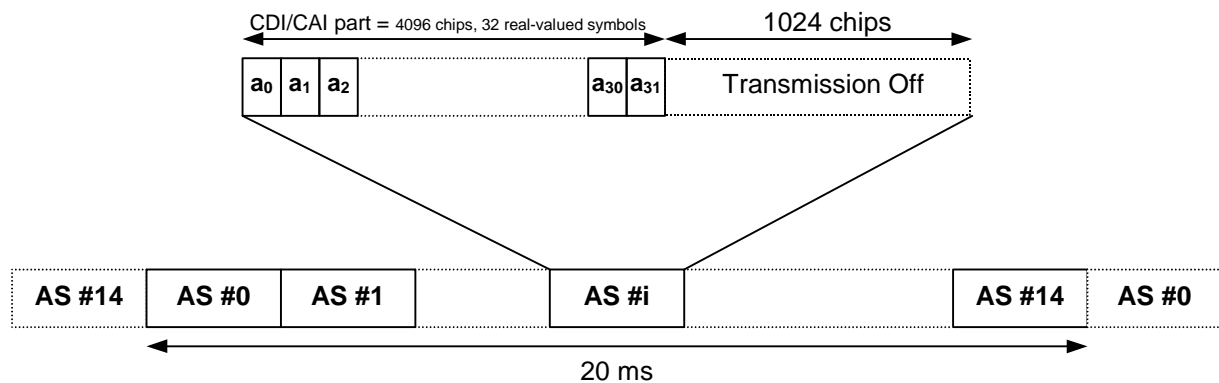 CDI/CAI part = 4096 chips, 32 real-valued symbols
1024 chips
a0 a1 a2 a30 a31 Transmission Off
AS #14 AS #0 AS #1 AS #i AS #14 AS #0
20 ms